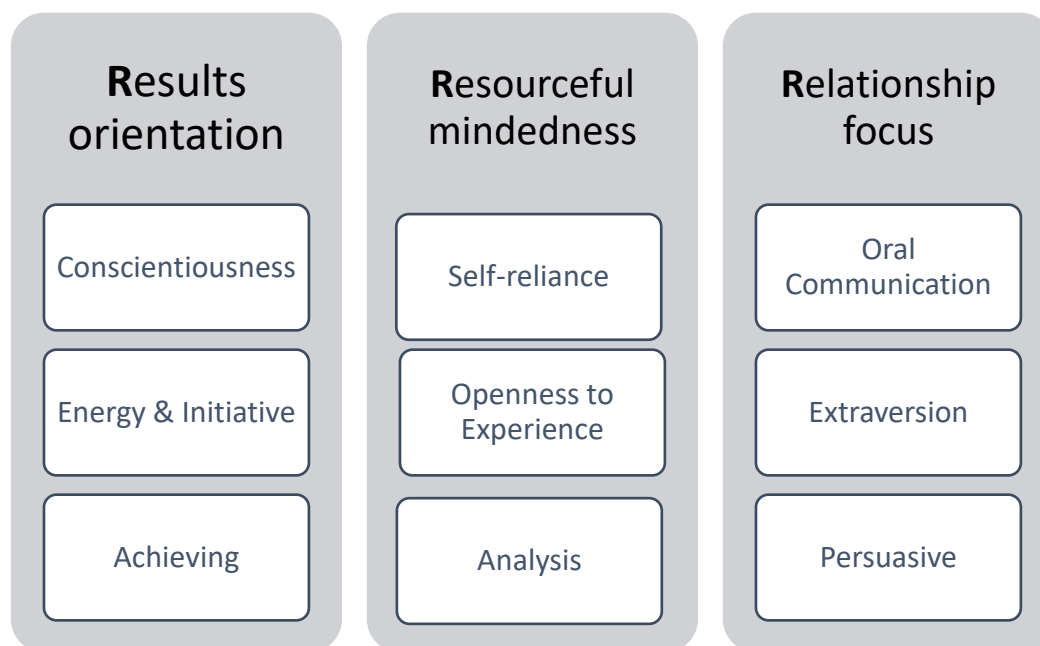 Results
orientation
Conscientiousness
Energy & Initiative
Achieving
Resourceful
mindedness
Self-reliance
Openness to
Experience
Analysis
Relationship
focus
Oral
Communication
Extraversion
Persuasive